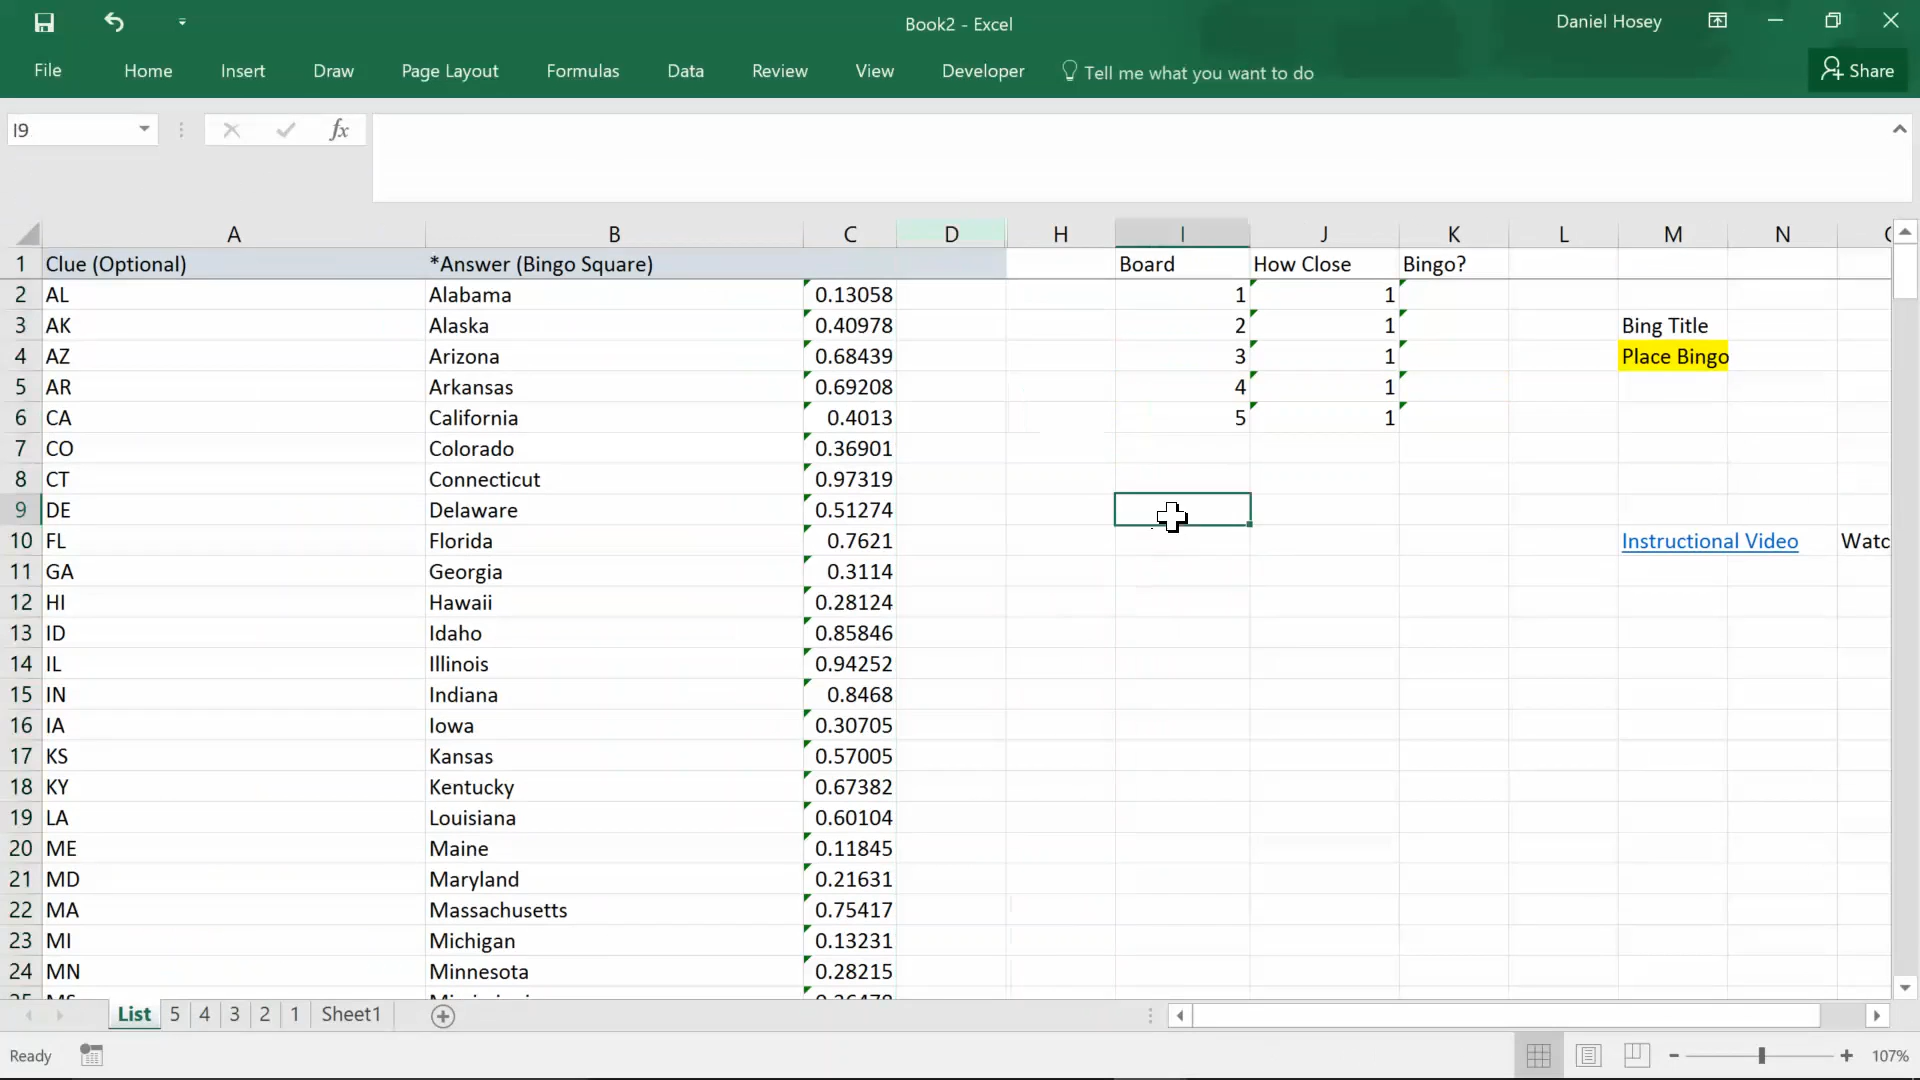 Book2 - Excel
Daniel Hosey
File Home Insert Draw Page Layout Formulas Data Review View Developer Tell me what you want to do Share
I9 fx
A B C D H I J K L M N
1 Clue (Optional) *Answer (Bingo Square) Board How Close Bingo?
2 AL Alabama 0.13058 1 1
3 AK Alaska 0.40978 2 1 Bing Title
4 AZ Arizona 0.68439 3 1 Place Bingo
5 AR Arkansas 0.69208 4 1
6 CA California 0.4013 5 1
7 CO Colorado 0.36901
8 CT Connecticut 0.97319
9 DE Delaware 0.51274
10 FL Florida 0.7621 Instructional Video Watc
11 GA Georgia 0.3114
12 HI Hawaii 0.28124
13 ID Idaho 0.85846
14 IL Illinois 0.94252
15 IN Indiana 0.8468
16 IA Iowa 0.30705
17 KS Kansas 0.57005
18 KY Kentucky 0.67382
19 LA Louisiana 0.60104
20 ME Maine 0.11845
21 MD Maryland 0.21631
22 MA Massachusetts 0.75417
23 MI Michigan 0.13231
24 MN Minnesota 0.28215
List 5 4 3 2 1 Sheet1
Ready 107%